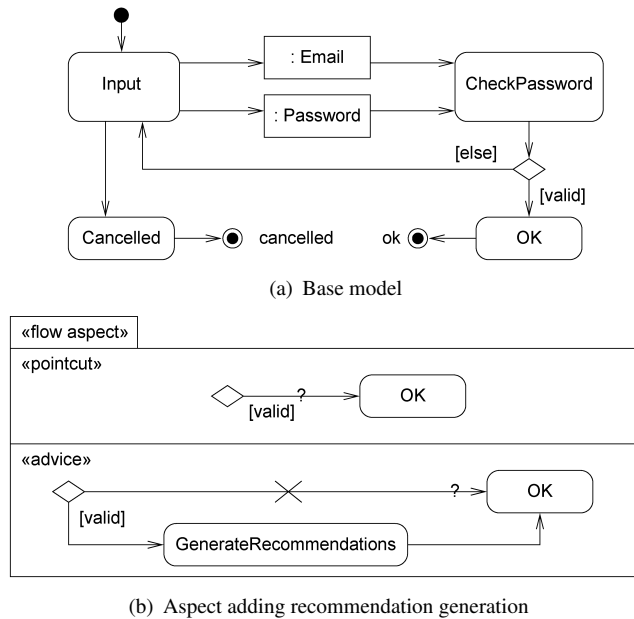 : Email
Input
CheckPassword
: Password
[else]
[valid]
Cancelled
cancelled
ok
OK
(a) Base model
«flow aspect»
«pointcut»
?
OK
[valid]
«advice»
?
OK
[valid]
GenerateRecommendations
(b) Aspect adding recommendation generation